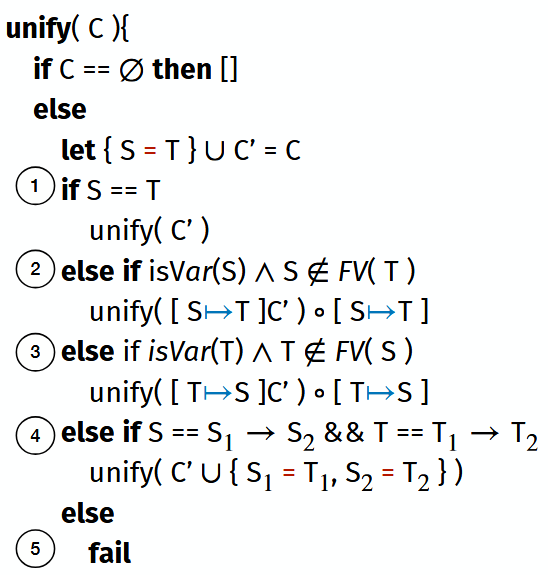 unify( C ){
if C == ∅ then []
else
let { S = T } ∪ C' = C
1 if S == T
unify( C' )
2 else if isVar(S) ∧ S ∉ FV( T )
unify( [ S↦T ]C' ) ∘ [ S↦T ]
3 else if isVar(T) ∧ T ∉ FV( S )
unify( [ T↦S ]C' ) ∘ [ T↦S ]
4 else if S == S₁ → S₂ && T == T₁ → T₂
unify( C' ∪ { S₁ = T₁, S₂ = T₂ } )
else
5 fail